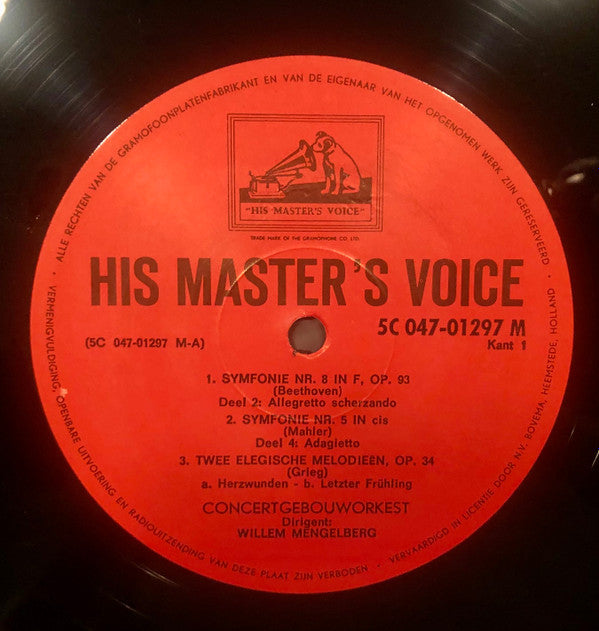 ALLE RECHTEN VAN DE GRAMOFOONPLATENFABRIKANT EN VAN DE EIGENAAR VAN HET OPGENOMEN WERK ZIJN GERESERVEERD ·
"HIS MASTER'S VOICE"
TRADE MARK OF THE GRAMOPHONE CO. LTD.
HIS MASTER'S VOICE
5C 047-01297 M
(5C 047-01297 M-A)
Kant 1
1. SYMFONIE NR. 8 IN F, OP. 93
(Beethoven)
Deel 2: Allegretto scherzando
2. SYMFONIE NR. 5 IN cis
(Mahler)
Deel 4: Adagietto
3. TWEE ELEGISCHE MELODIEËN, OP. 34
(Grieg)
a. Herzwunden - b. Letzter Frühling
CONCERTGEBOUWORKEST
Dirigent:
WILLEM MENGELBERG
· VERMENIGVULDIGING, OPENBARE UITVOERING EN RADIOUITZENDING VAN DEZE PLAAT ZIJN VERBODEN · VERVAARDIGD IN LICENTIE DOOR N.V. BOVEMA, HEEMSTEDE, HOLLAND ·